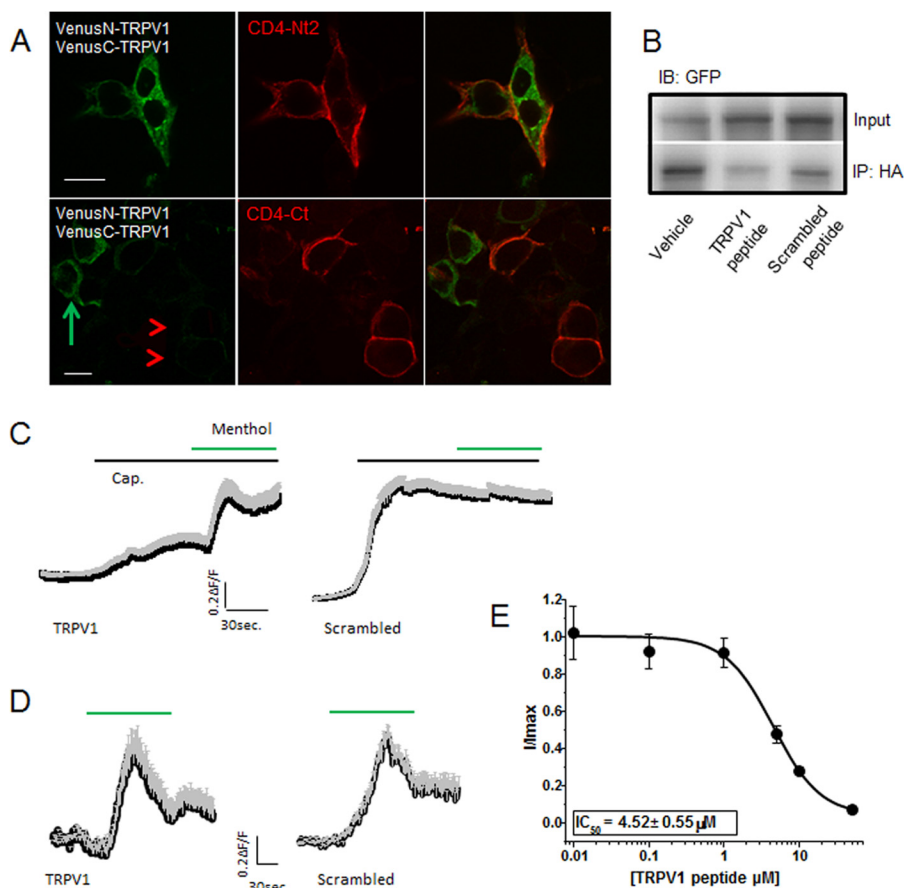 A
VenusN-TRPV1
VenusC-TRPV1
CD4-Nt2
VenusN-TRPV1
VenusC-TRPV1
CD4-Ct
B
IB: GFP
Input
IP: HA
Vehicle
TRPV1
peptide
Scrambled
peptide
C
Menthol
Cap.
0.2ΔF/F
30sec.
TRPV1
Scrambled
D
0.2ΔF/F
30sec
TRPV1
Scrambled
E
I/Imax
1.2
1.0
0.8
0.6
0.4
0.2
0.0
IC50 = 4.52± 0.55 µM
0.01
0.1
1
10
[TRPV1 peptide µM]